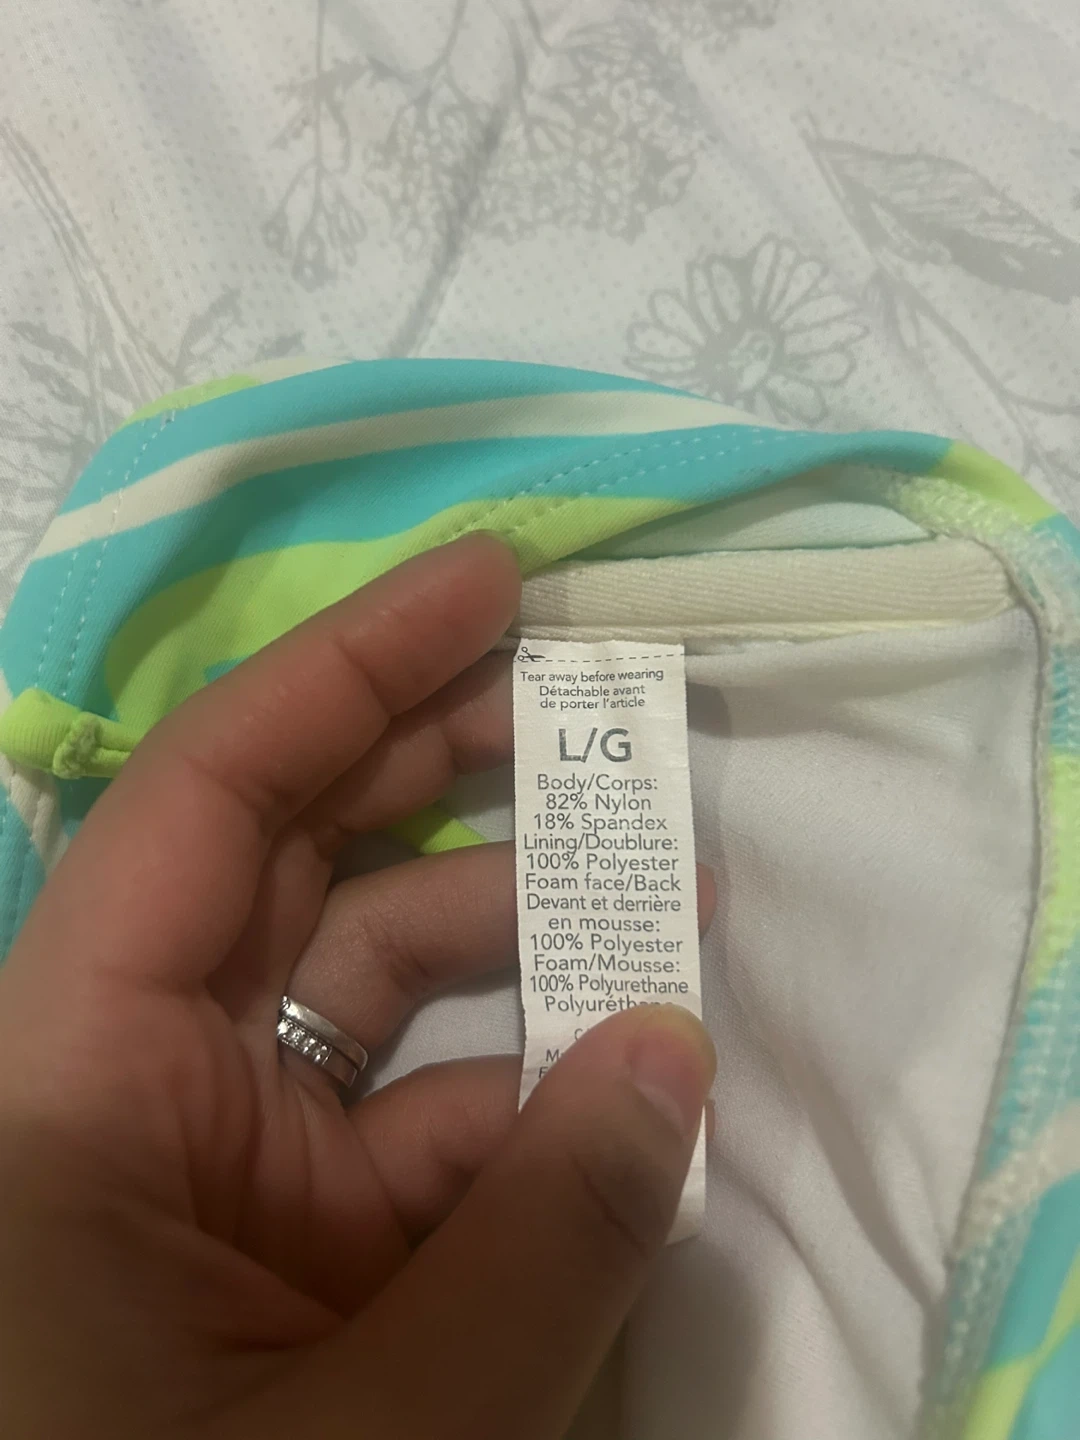 Tear away before wearing
Détachable avant
de porter l'article
L/G
Body/Corps:
82% Nylon
18% Spandex
Lining/Doublure:
100% Polyester
Foam face/Back
Devant et derrière
en mousse:
100% Polyester
Foam/Mousse:
100% Polyurethane